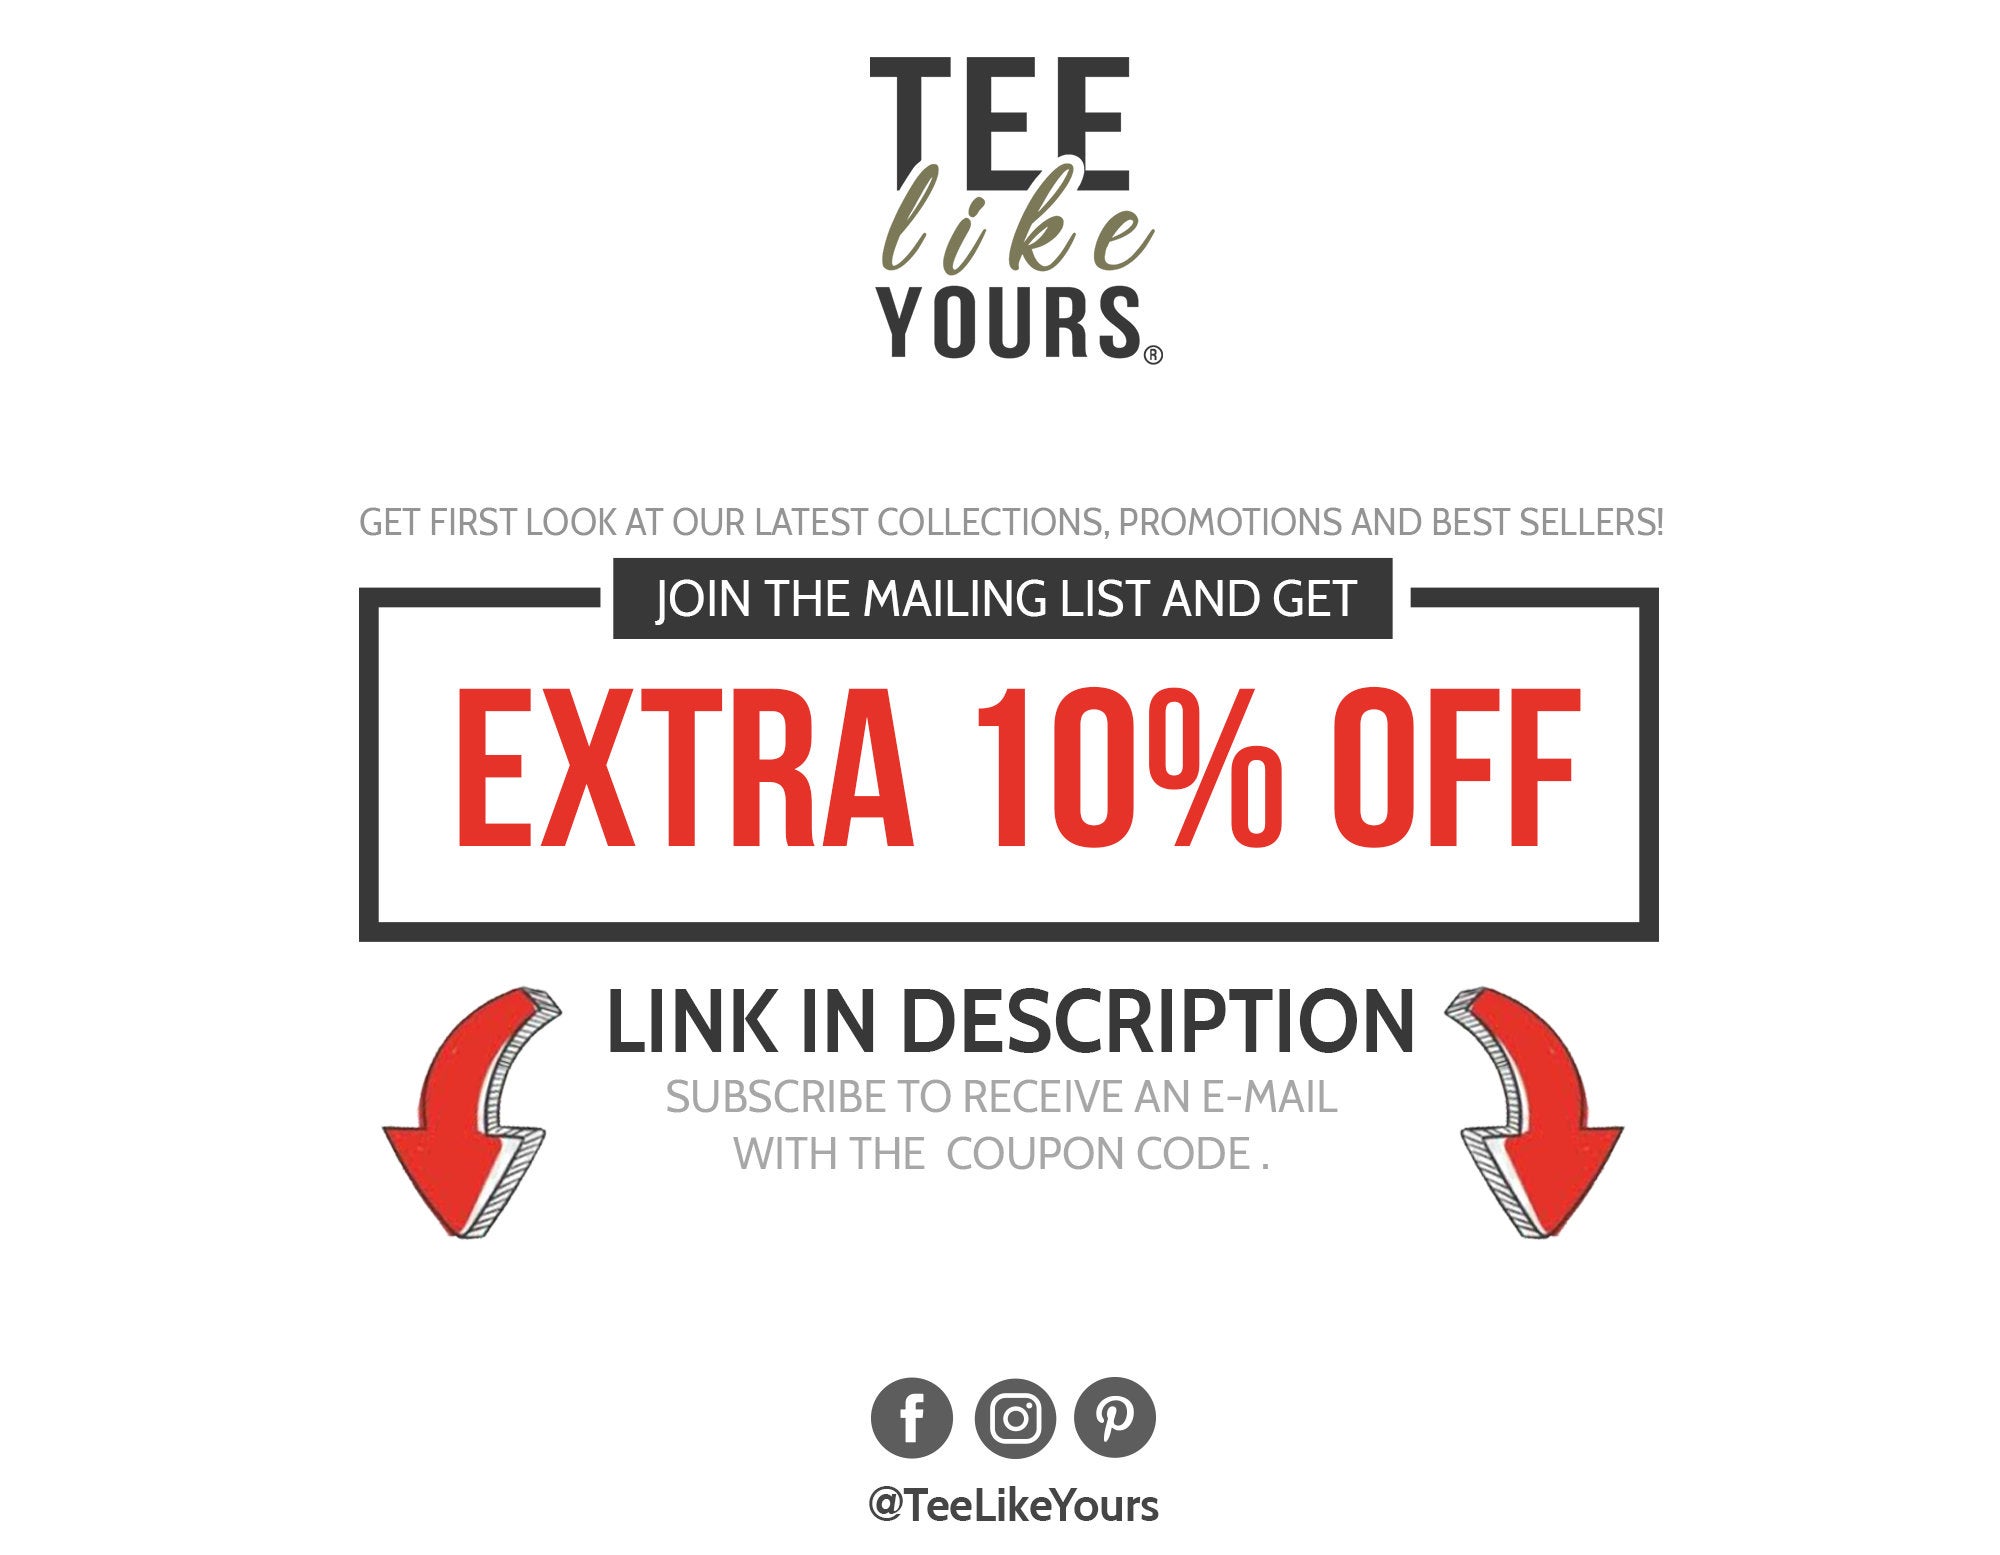 TEE
like
YOURS®
GET FIRST LOOK AT OUR LATEST COLLECTIONS, PROMOTIONS AND BEST SELLERS!
JOIN THE MAILING LIST AND GET
EXTRA 10% OFF
LINK IN DESCRIPTION
SUBSCRIBE TO RECEIVE AN E-MAIL
WITH THE  COUPON CODE .
@TeeLikeYours